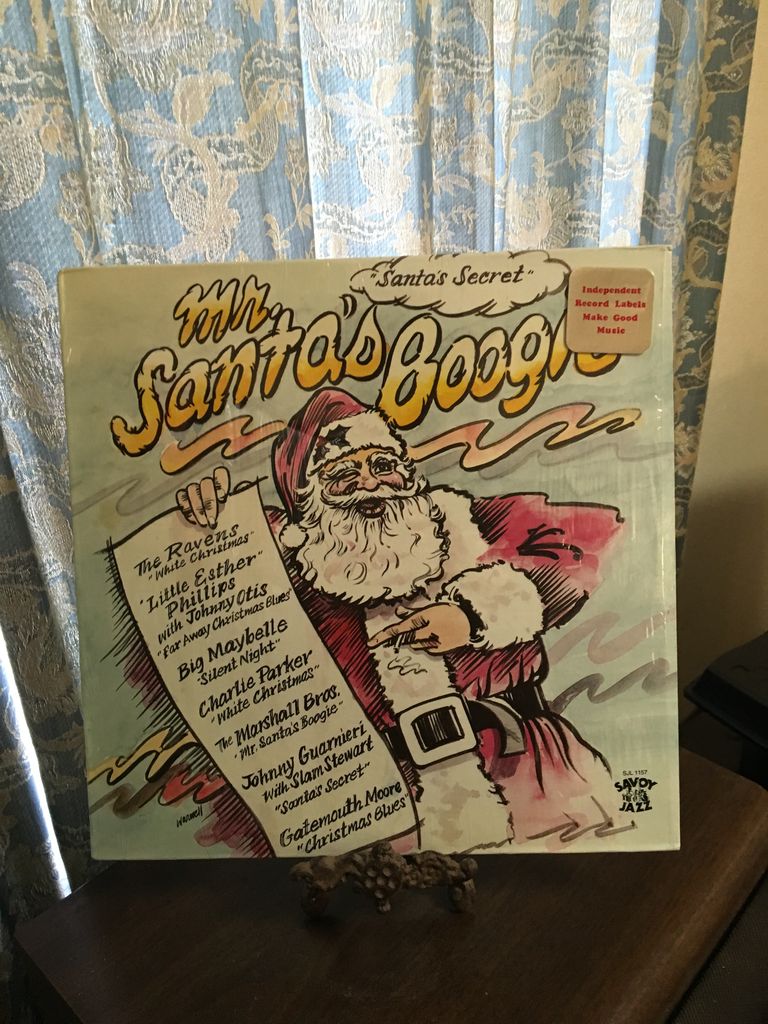 "Santa's Secret"
Mr.
Santa's Boogie
Independent
Record Labels
Make Good
Music
The Ravens
"White Christmas"
"Little Esther"
Phillips
With Johnny Otis
"Far Away Christmas Blues"
Big Maybelle
"Silent Night"
Charlie Parker
"White Christmas"
The Marshall Bros.
"Mr. Santa's Boogie"
Johnny Guarnieri
With Slam Stewart
"Santa's Secret"
Gatemouth Moore
"Christmas Blues"
SJL 1157
SAVOY
JAZZ